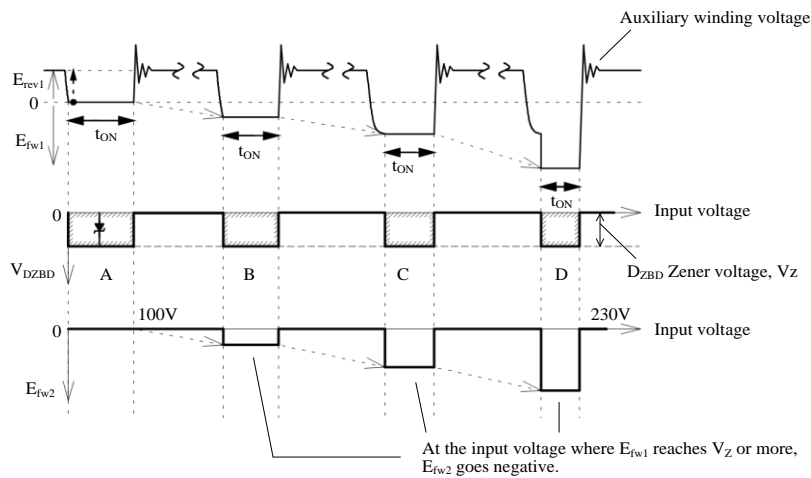 Auxiliary winding voltage
Erev1
0
Efw1
tON
tON
tON
tON
0
Input voltage
VDZBD
A
B
C
D
DZBD Zener voltage, VZ
100V
230V
0
Input voltage
Efw2
At the input voltage where Efw1 reaches VZ or more,
Efw2 goes negative.